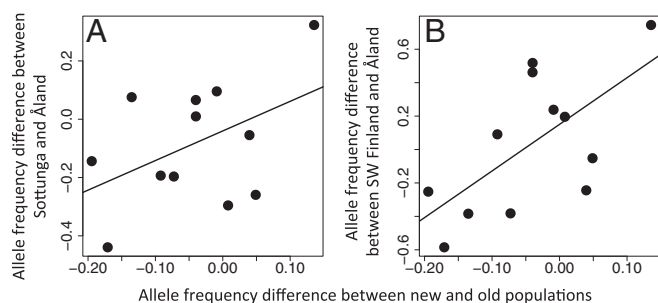 A
Allele frequency difference between
Sottunga and Åland
0.2
0.0
−0.2
−0.4
−0.20
−0.10
0.00
0.10
B
Allele frequency difference
between SW Finland and Åland
0.6
0.2
−0.2
−0.6
−0.20
−0.10
0.00
0.10
Allele frequency difference between new and old populations